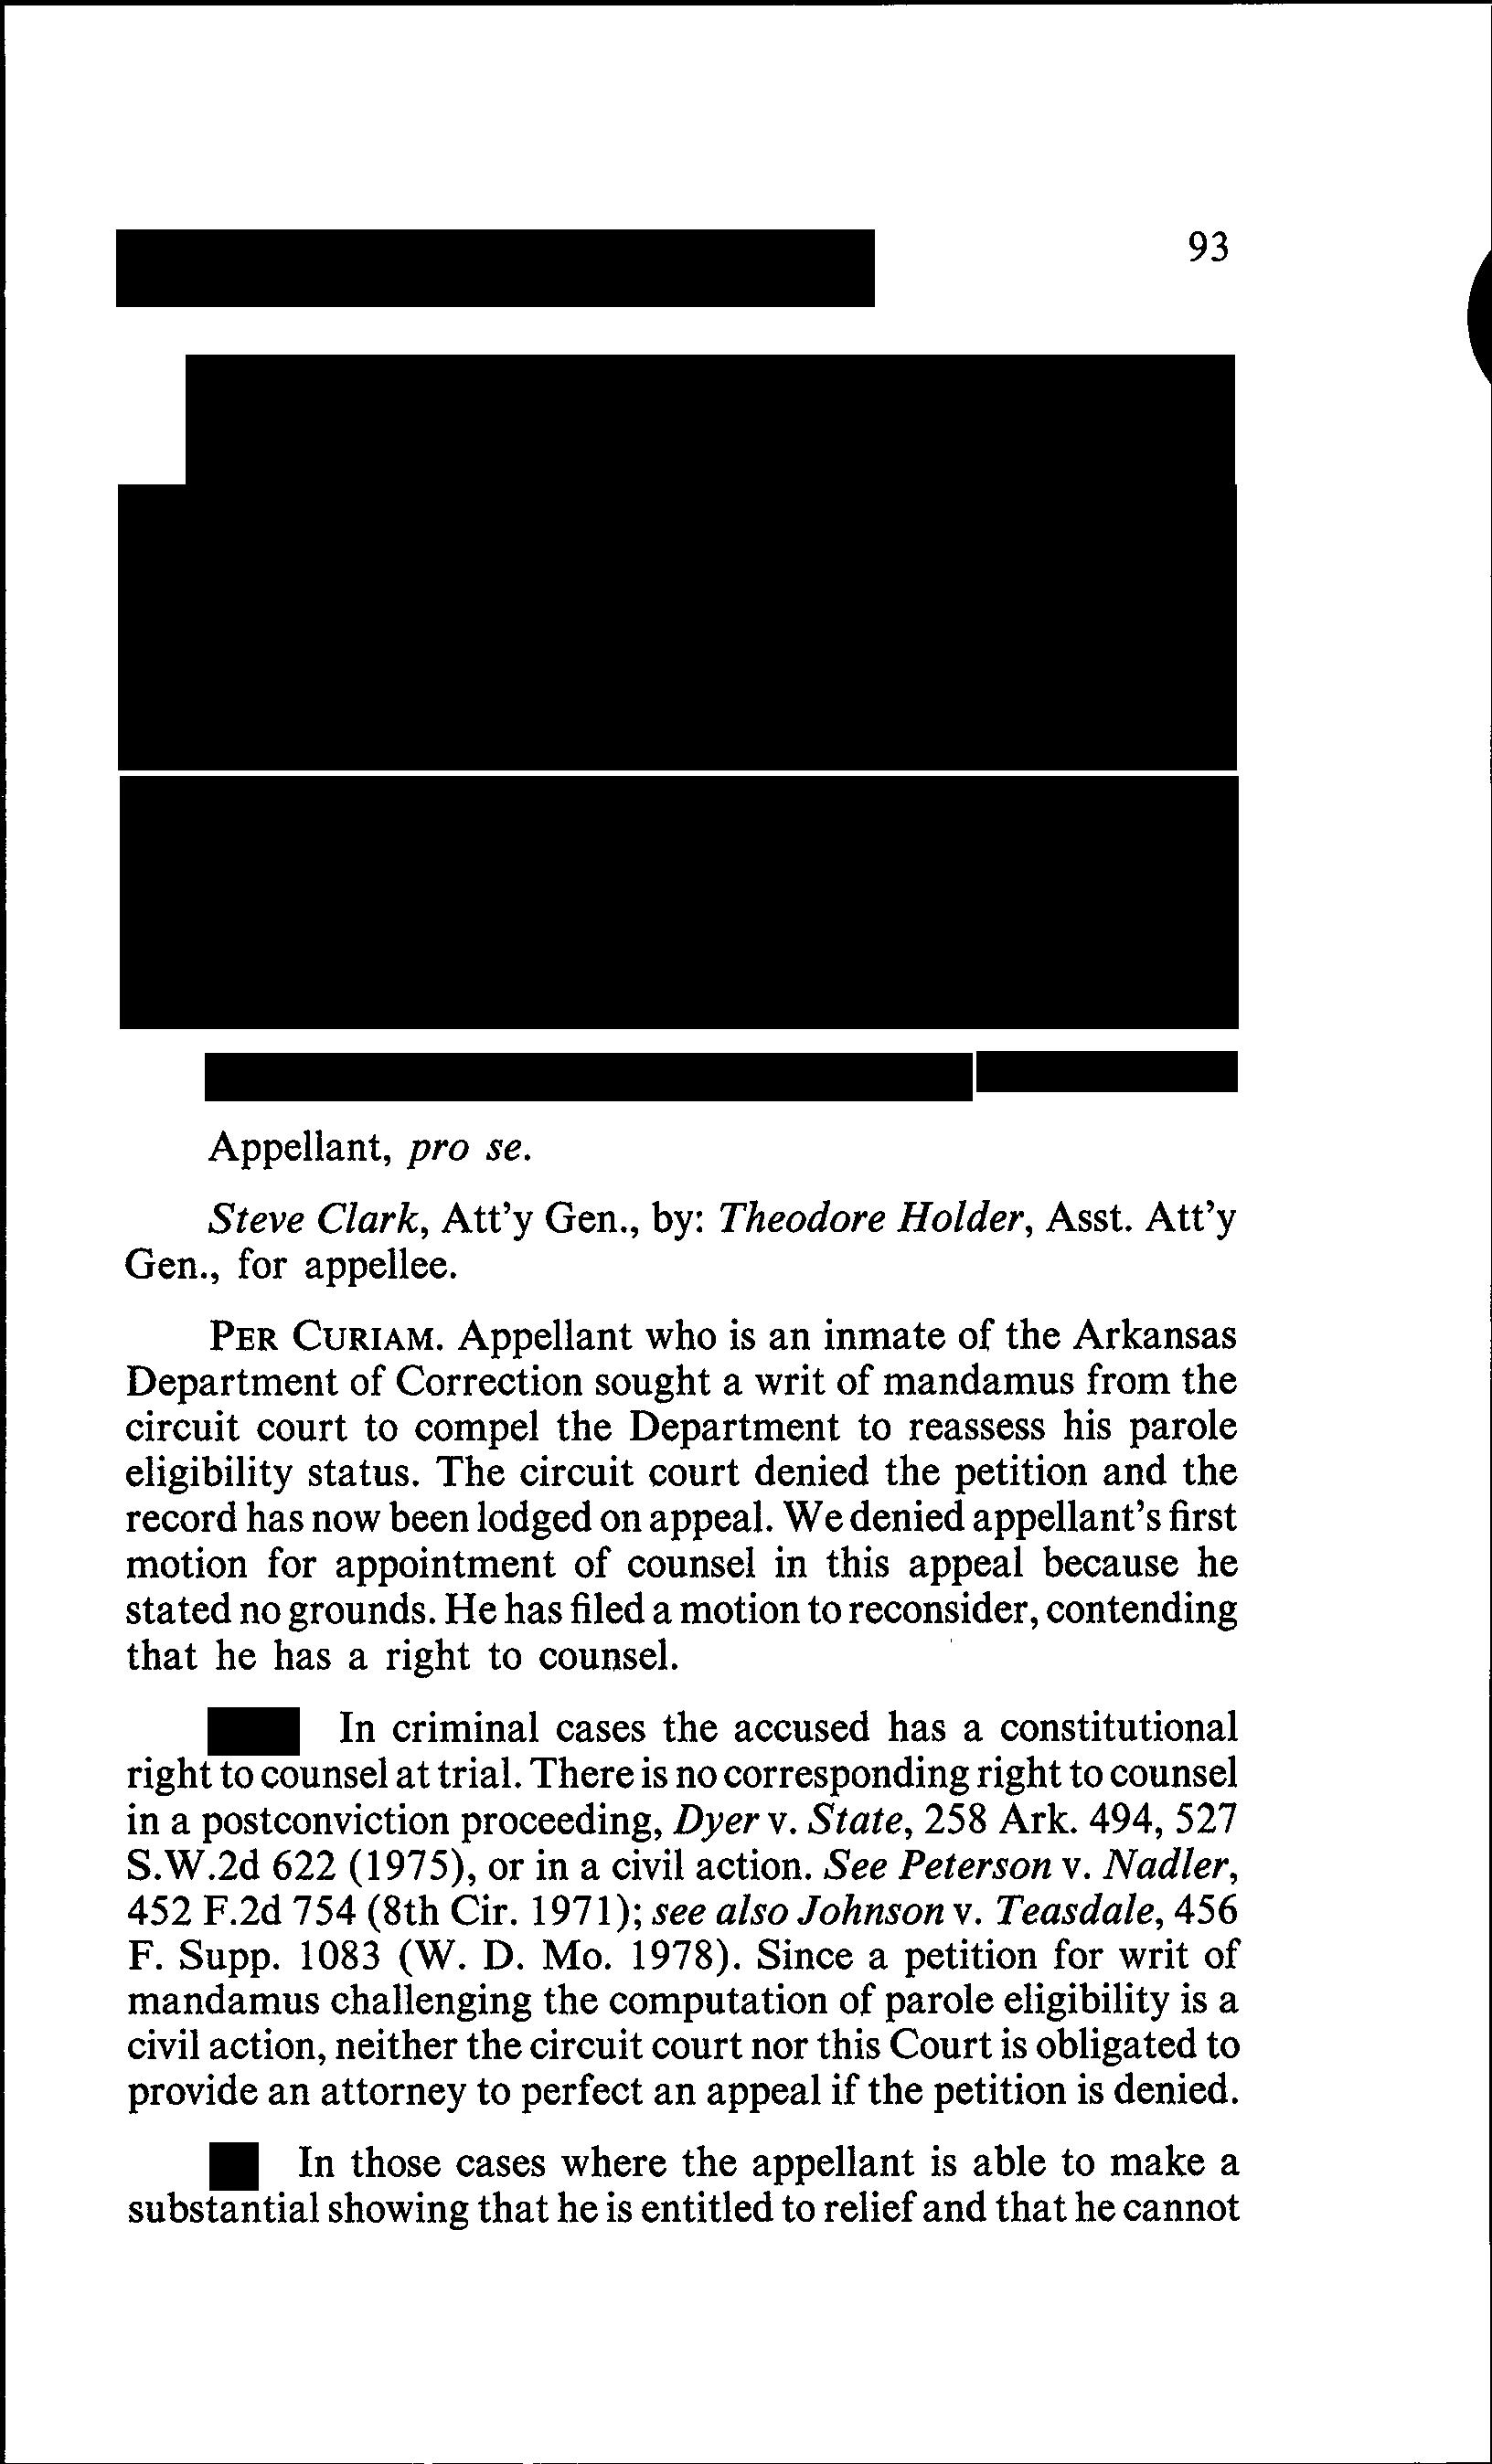 93
Appellant, pro se.
Steve Clark, Att'y Gen., by: Theodore Holder, Asst. Att'y
Gen., for appellee.
PER CURIAM. Appellant who is an inmate of the Arkansas
Department of Correction sought a writ of mandamus from the
circuit court to compel the Department to reassess his parole
eligibility status. The circuit court denied the petition and the
record has now been lodged on appeal. We denied appellant's first
motion for appointment of counsel in this appeal because he
stated no grounds. He has filed a motion to reconsider, contending
that he has a right to counsel.
In criminal cases the accused has a constitutional
right to counsel at trial. There is no corresponding right to counsel
in a postconviction proceeding, Dyer v. State, 258 Ark. 494, 527
S.W.2d 622 (1975), or in a civil action. See Peterson v. Nadler,
452 F.2d 754 (8th Cir. 1971); see also Johnson v. Teasdale, 456
F. Supp. 1083 (W. D. Mo. 1978). Since a petition for writ of
mandamus challenging the computation of parole eligibility is a
civil action, neither the circuit court nor this Court is obligated to
provide an attorney to perfect an appeal if the petition is denied.
In those cases where the appellant is able to make a
substantial showing that he is entitled to relief and that he cannot